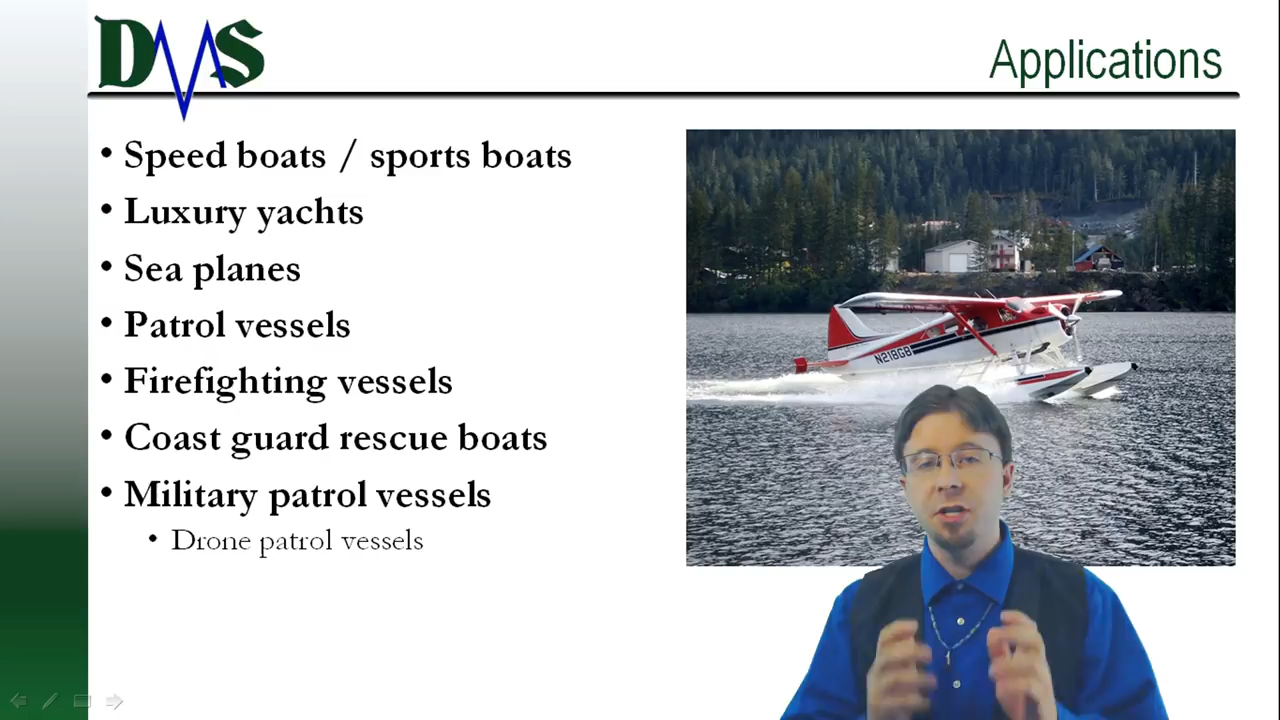 DMS
Applications
• Speed boats / sports boats
• Luxury yachts
• Sea planes
• Patrol vessels
• Firefighting vessels
• Coast guard rescue boats
• Military patrol vessels
• Drone patrol vessels
N218GB